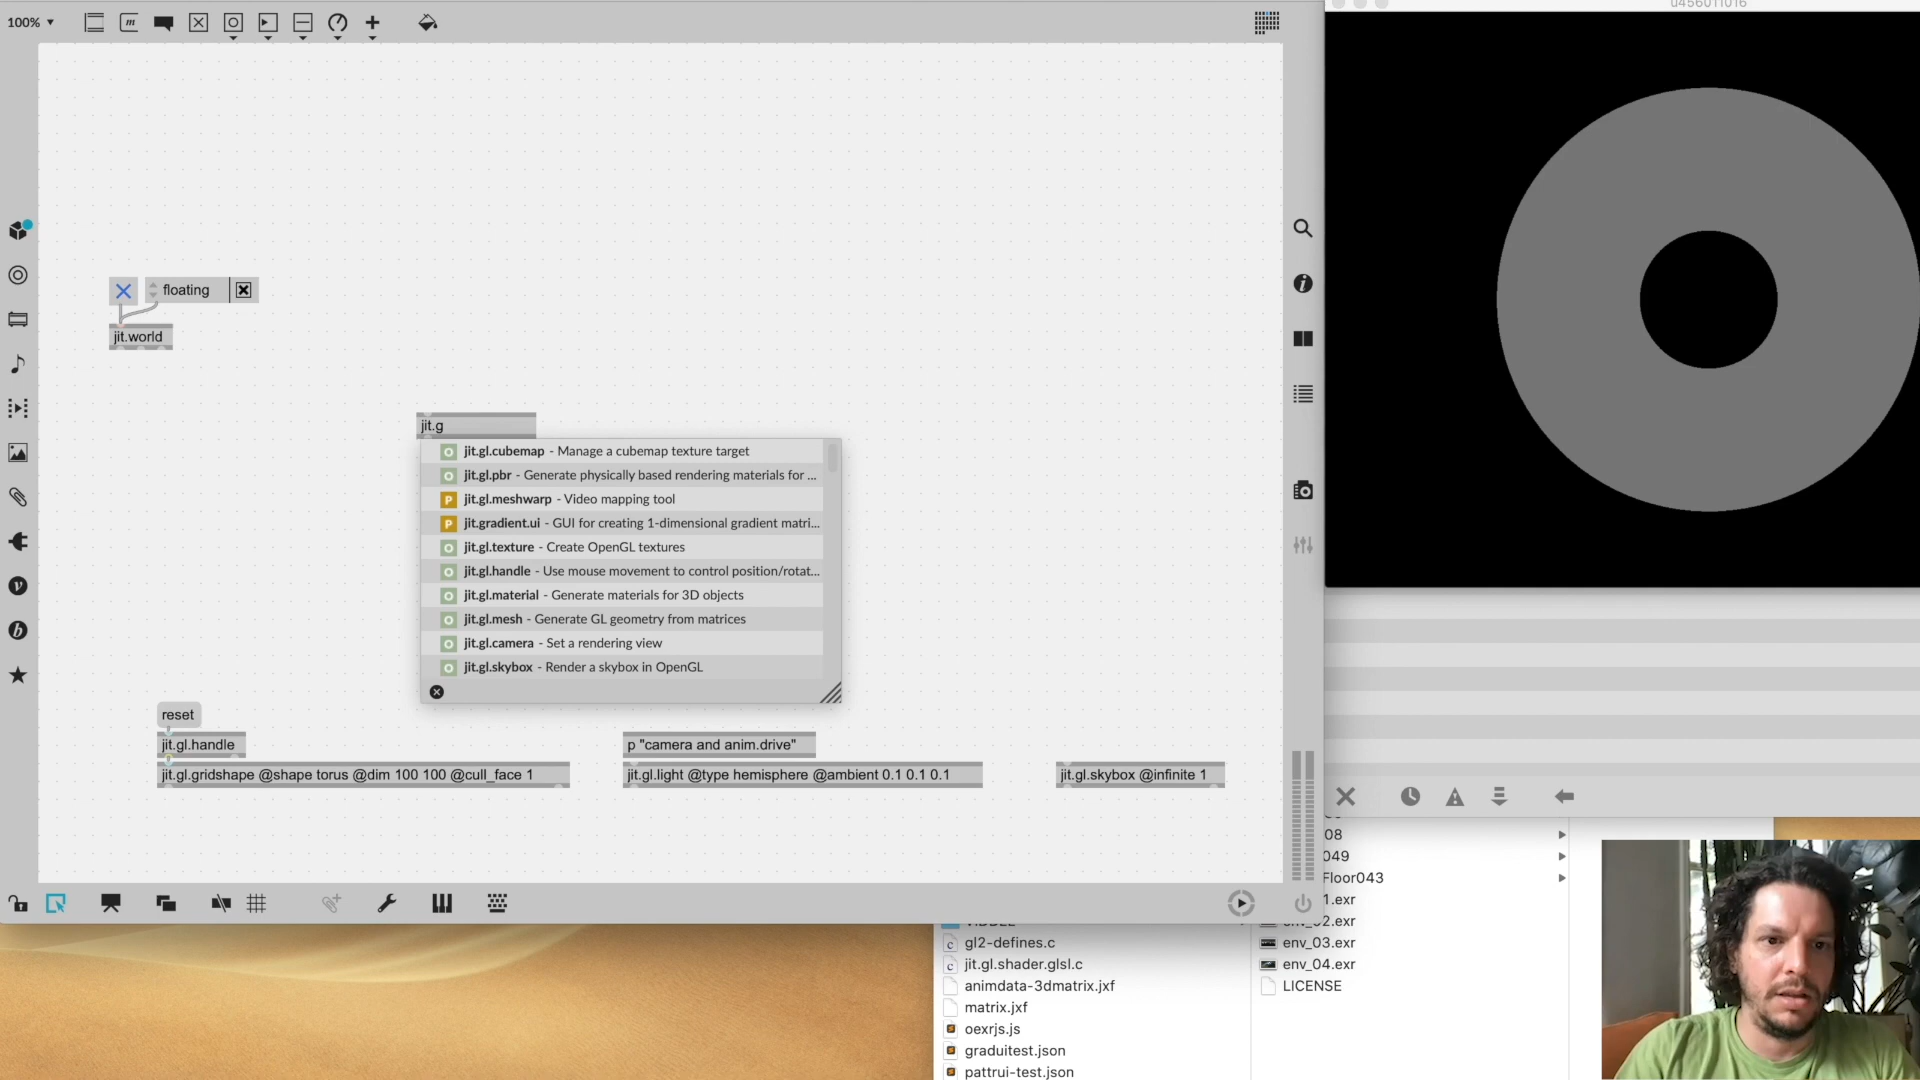 100%
u456011016
floating
jit.world
jit.g
jit.gl.cubemap - Manage a cubemap texture target
jit.gl.pbr - Generate physically based rendering materials for ...
jit.gl.meshwarp - Video mapping tool
jit.gradient.ui - GUI for creating 1-dimensional gradient matri...
jit.gl.texture - Create OpenGL textures
jit.gl.handle - Use mouse movement to control position/rotat...
jit.gl.material - Generate materials for 3D objects
jit.gl.mesh - Generate GL geometry from matrices
jit.gl.camera - Set a rendering view
jit.gl.skybox - Render a skybox in OpenGL
reset
jit.gl.handle
jit.gl.gridshape @shape torus @dim 100 100 @cull_face 1
p "camera and anim.drive"
jit.gl.light @type hemisphere @ambient 0.1 0.1 0.1
jit.gl.skybox @infinite 1
08
049
Floor043
1.exr
env_02.exr
env_03.exr
env_04.exr
LICENSE
gl2-defines.c
jit.gl.shader.glsl.c
animdata-3dmatrix.jxf
matrix.jxf
oexrjs.js
graduitest.json
pattrui-test.json